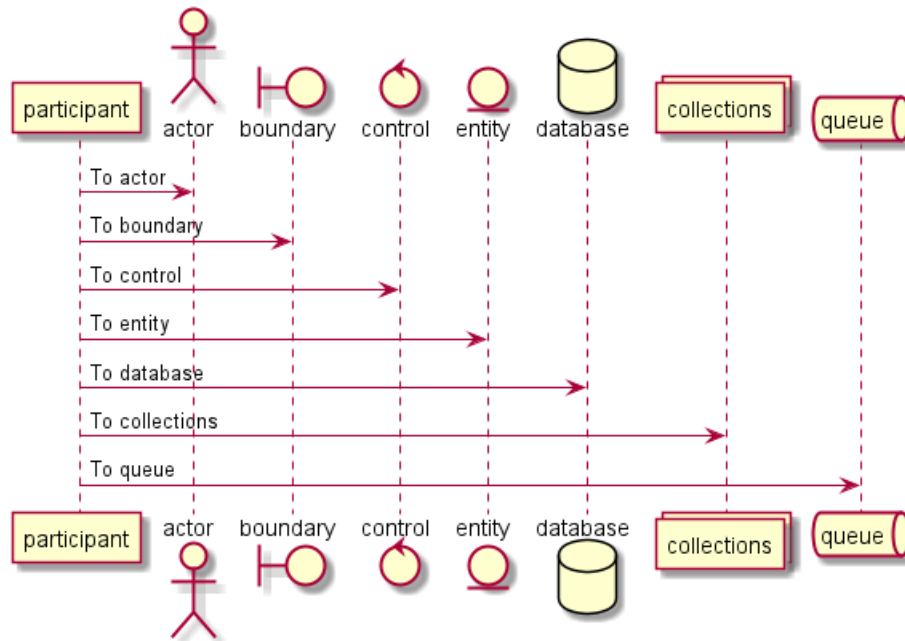 participant
actor
boundary
control
entity
database
collections
queue
To actor
To boundary
To control
To entity
To database
To collections
To queue
participant
actor
boundary
control
entity
database
collections
queue